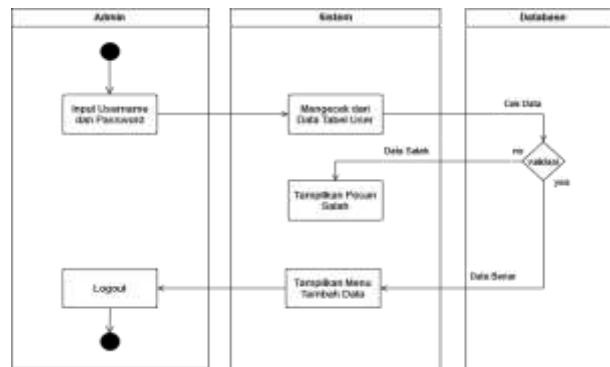 Admin
Sistem
Database
Input Username
dan Password
Mengecek dari
Data Tabel User
Cek Data
Data Salah
no
validasi
yes
Tampilkan Pesan
Salah
Data Benar
Logout
Tampilkan Menu
Tambah Data